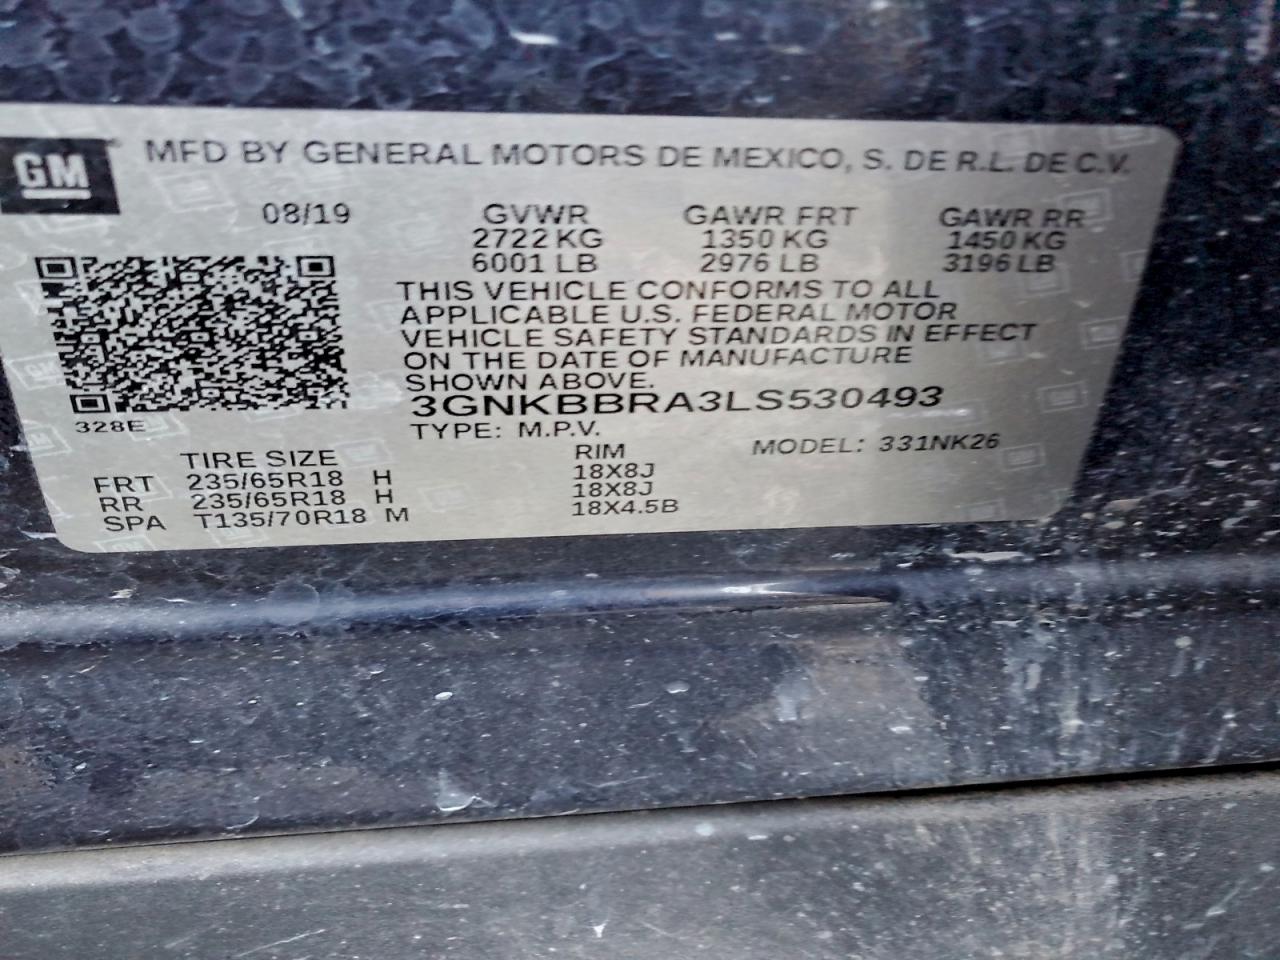 GM ® MFD BY GENERAL MOTORS DE MEXICO, S. DE R.L. DE C.V.
08/19 GVWR GAWR FRT GAWR RR
2722 KG 1350 KG 1450 KG
6001 LB 2976 LB 3196 LB
THIS VEHICLE CONFORMS TO ALL
APPLICABLE U.S. FEDERAL MOTOR
VEHICLE SAFETY STANDARDS IN EFFECT
ON THE DATE OF MANUFACTURE
SHOWN ABOVE.
3GNKBBRA3LS530493
328E
TYPE: M.P.V.
MODEL: 331NK26
TIRE SIZE RIM
FRT 235/65R18 H 18X8J
RR 235/65R18 H 18X8J
SPA T135/70R18 M 18X4.5B